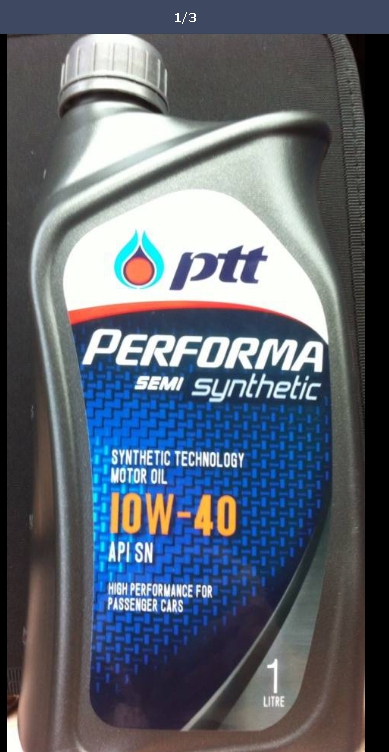 1/3
ptt
PERFORMA
SEMI synthetic
SYNTHETIC TECHNOLOGY
MOTOR OIL
10W-40
API SN
HIGH PERFORMANCE FOR
PASSENGER CARS
1
LITRE